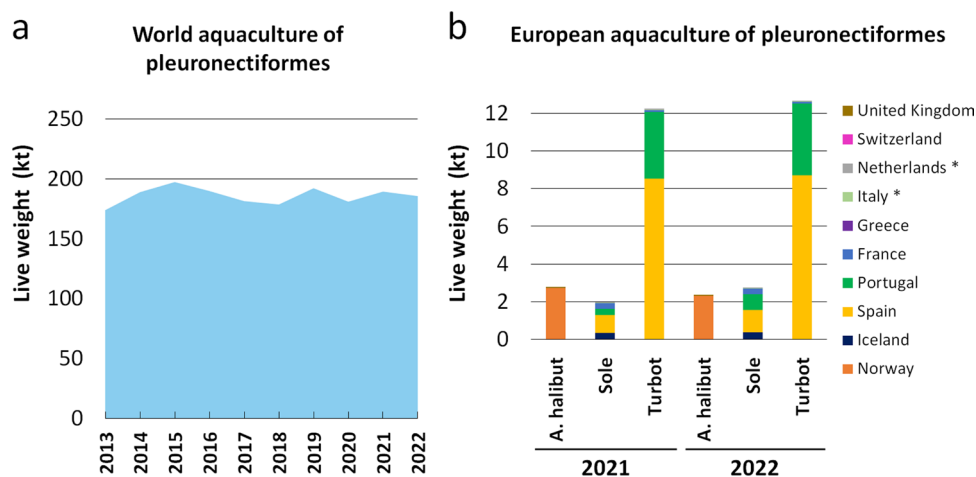 a
World aquaculture of
pleuronectiformes
Live weight (kt)
250
200
150
100
50
0
2013
2014
2015
2016
2017
2018
2019
2020
2021
2022
b
European aquaculture of pleuronectiformes
Live weight (kt)
12
10
8
6
4
2
0
A. halibut
Sole
Turbot
A. halibut
Sole
Turbot
2021
2022
United Kingdom
Switzerland
Netherlands *
Italy *
Greece
France
Portugal
Spain
Iceland
Norway